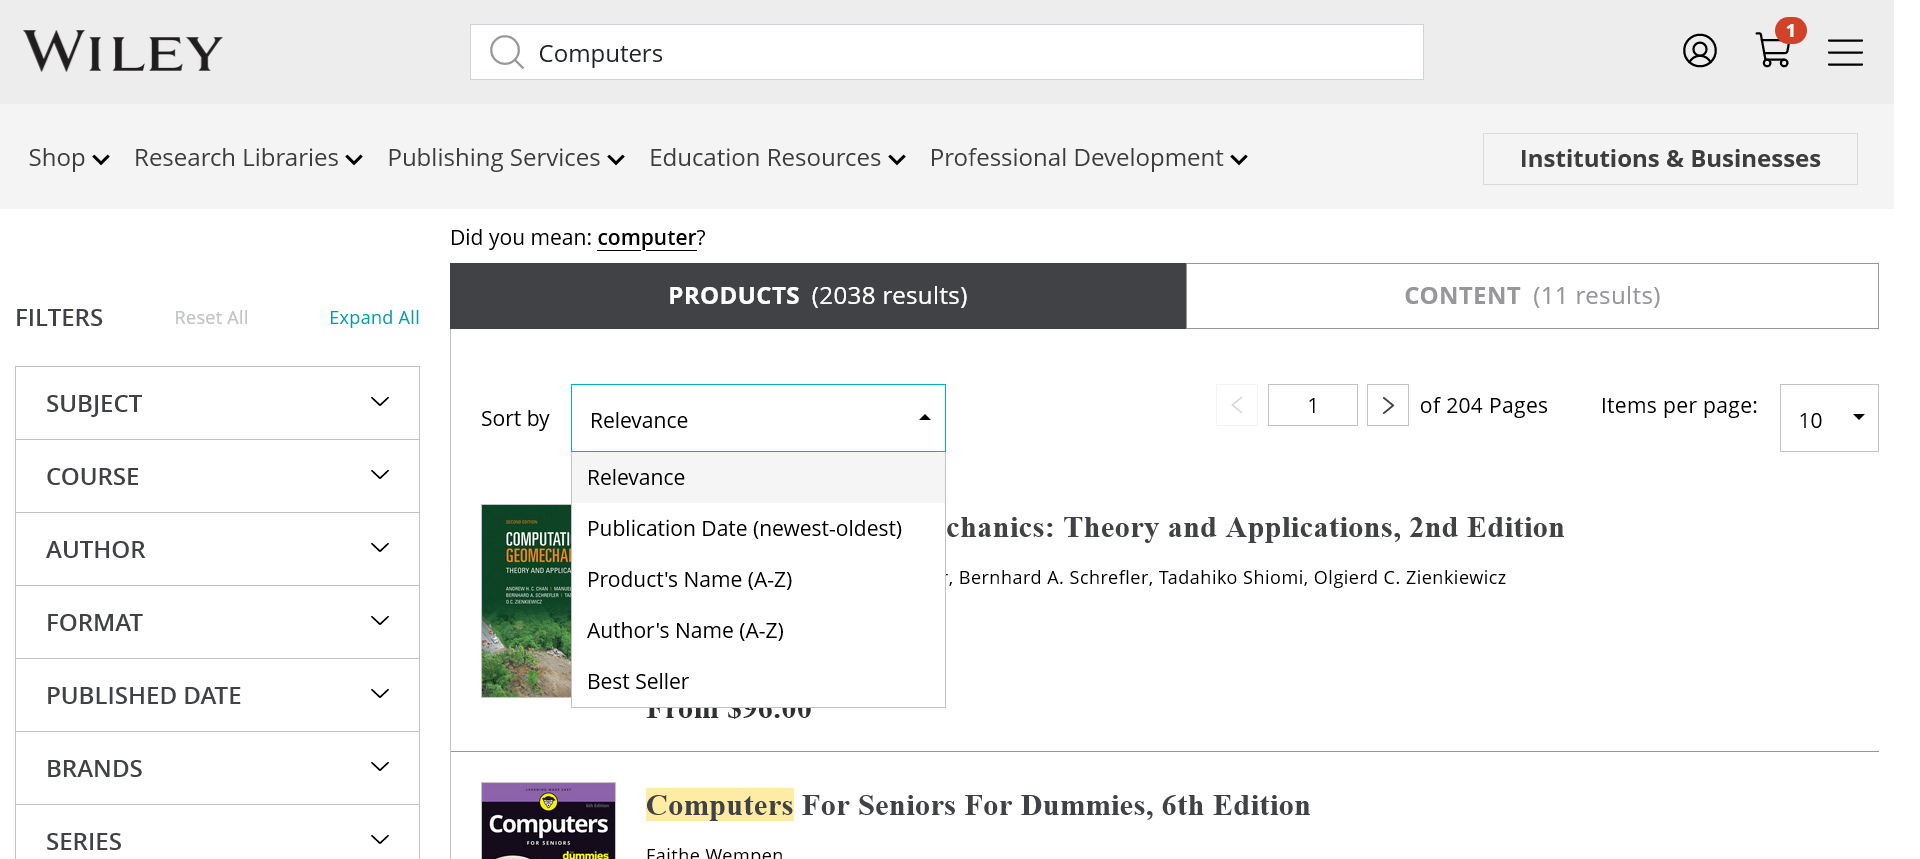 WILEY
Computers
1
Shop
Research Libraries
Publishing Services
Education Resources
Professional Development
Institutions & Businesses
Did you mean: computer?
PRODUCTS (2038 results)
CONTENT (11 results)
FILTERS
Reset All
Expand All
SUBJECT
COURSE
AUTHOR
FORMAT
PUBLISHED DATE
BRANDS
SERIES
Sort by
Relevance
1
of 204 Pages
Items per page:
10
Relevance
Publication Date (newest-oldest)
Product's Name (A-Z)
Author's Name (A-Z)
Best Seller
SECOND EDITION
COMPUTATI
GEOMECHA
THEORY AND APPLICA
ANDREW H. C. CHAN | MANUEL
BERNHARD A. SCHREFLER | TA
O.C. ZIENKIEWICZ
chanics: Theory and Applications, 2nd Edition
, Bernhard A. Schrefler, Tadahiko Shiomi, Olgierd C. Zienkiewicz
From $96.00
LEARNING MADE EASY
6th Edition
Computers
FOR SENIORS
dummies
Computers For Seniors For Dummies, 6th Edition
Faithe Wempen